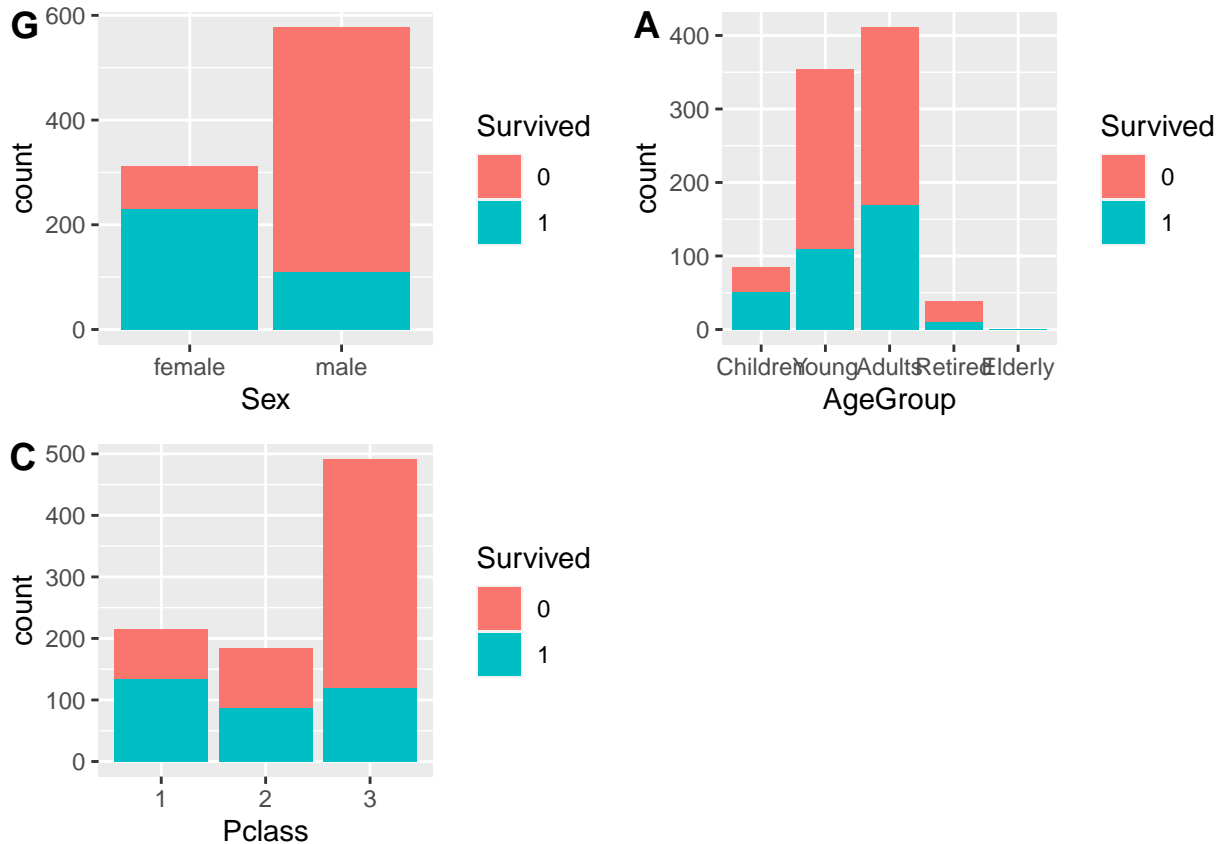 G
600
400
200
0
count
female male
Sex
Survived
0
1
A
400
300
200
100
0
count
Children Young Adults Retired Elderly
AgeGroup
Survived
0
1
C
500
400
300
200
100
0
count
1 2 3
Pclass
Survived
0
1